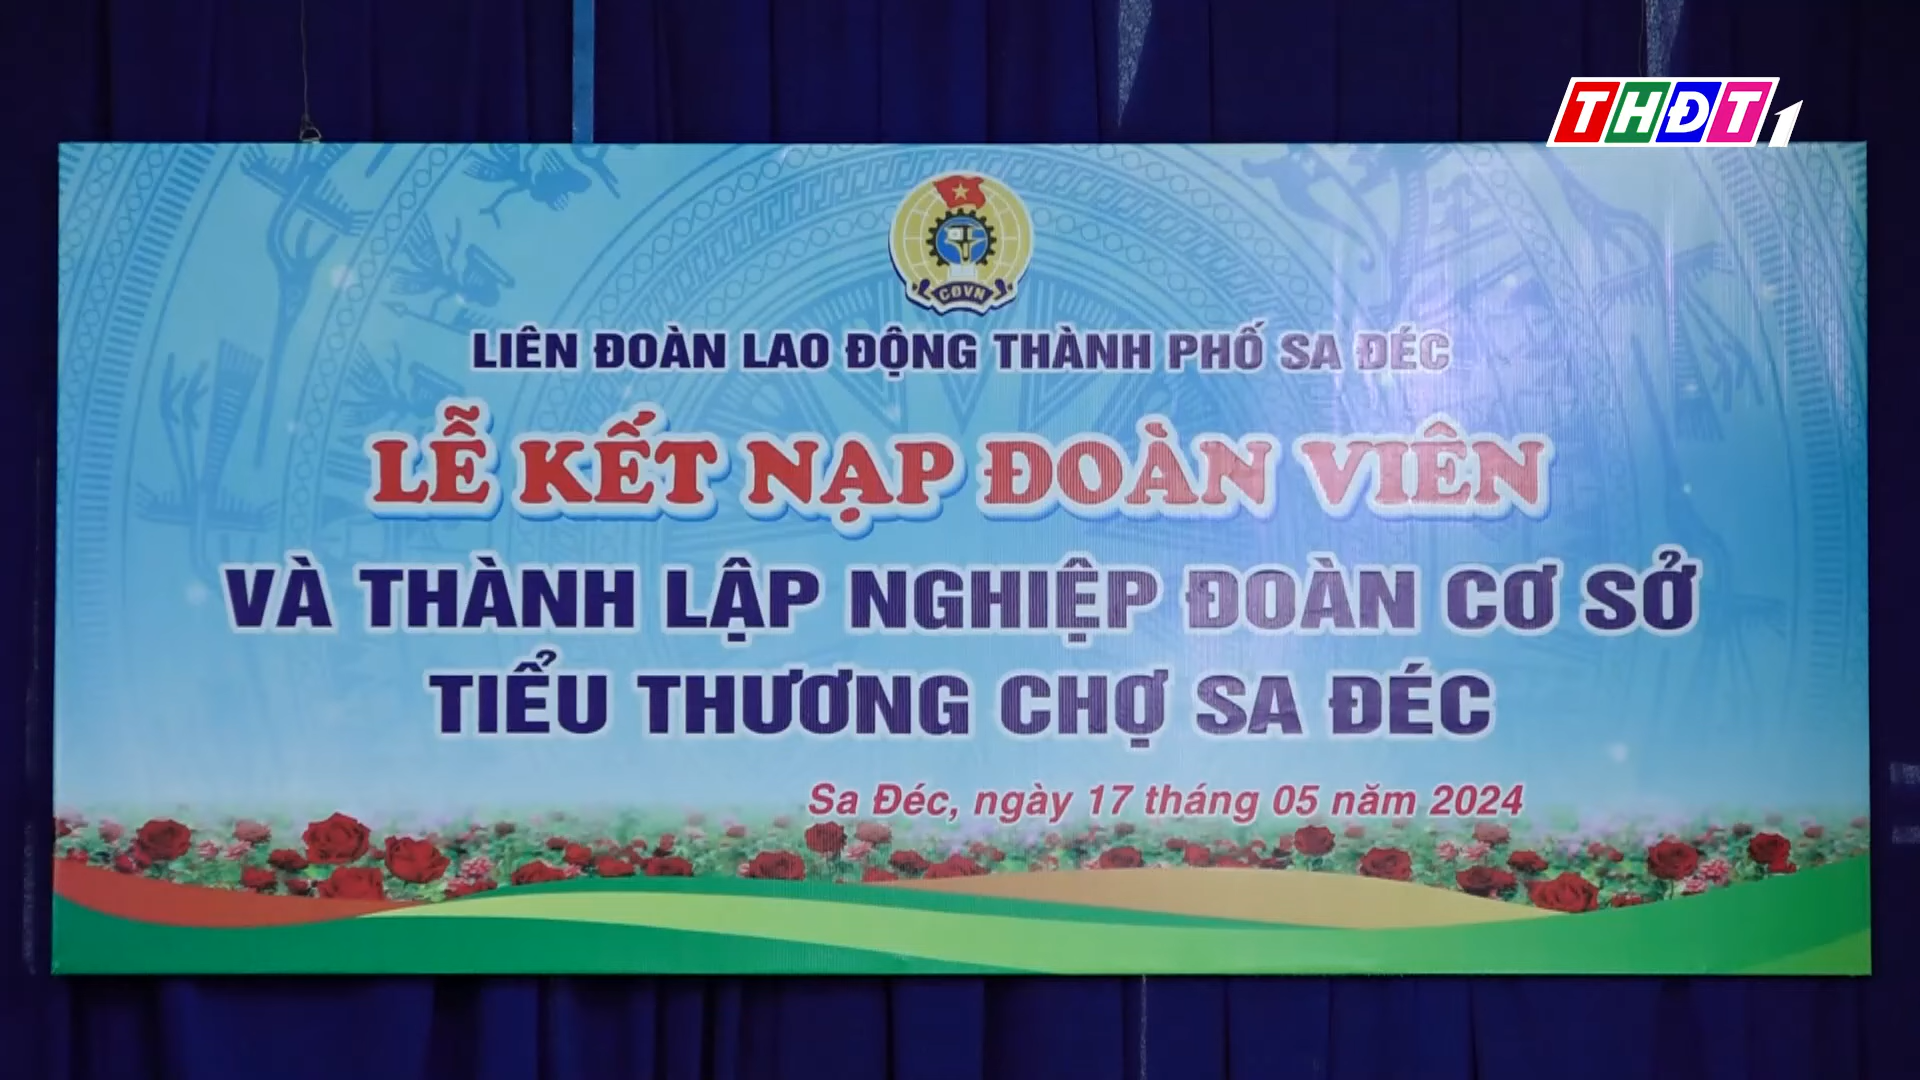 THĐT1
CĐVN
LIÊN ĐOÀN LAO ĐỘNG THÀNH PHỐ SA ĐÉC
LỄ KẾT NẠP ĐOÀN VIÊN
VÀ THÀNH LẬP NGHIỆP ĐOÀN CƠ SỞ
TIỂU THƯƠNG CHỢ SA ĐÉC
Sa Đéc, ngày 17 tháng 05 năm 2024